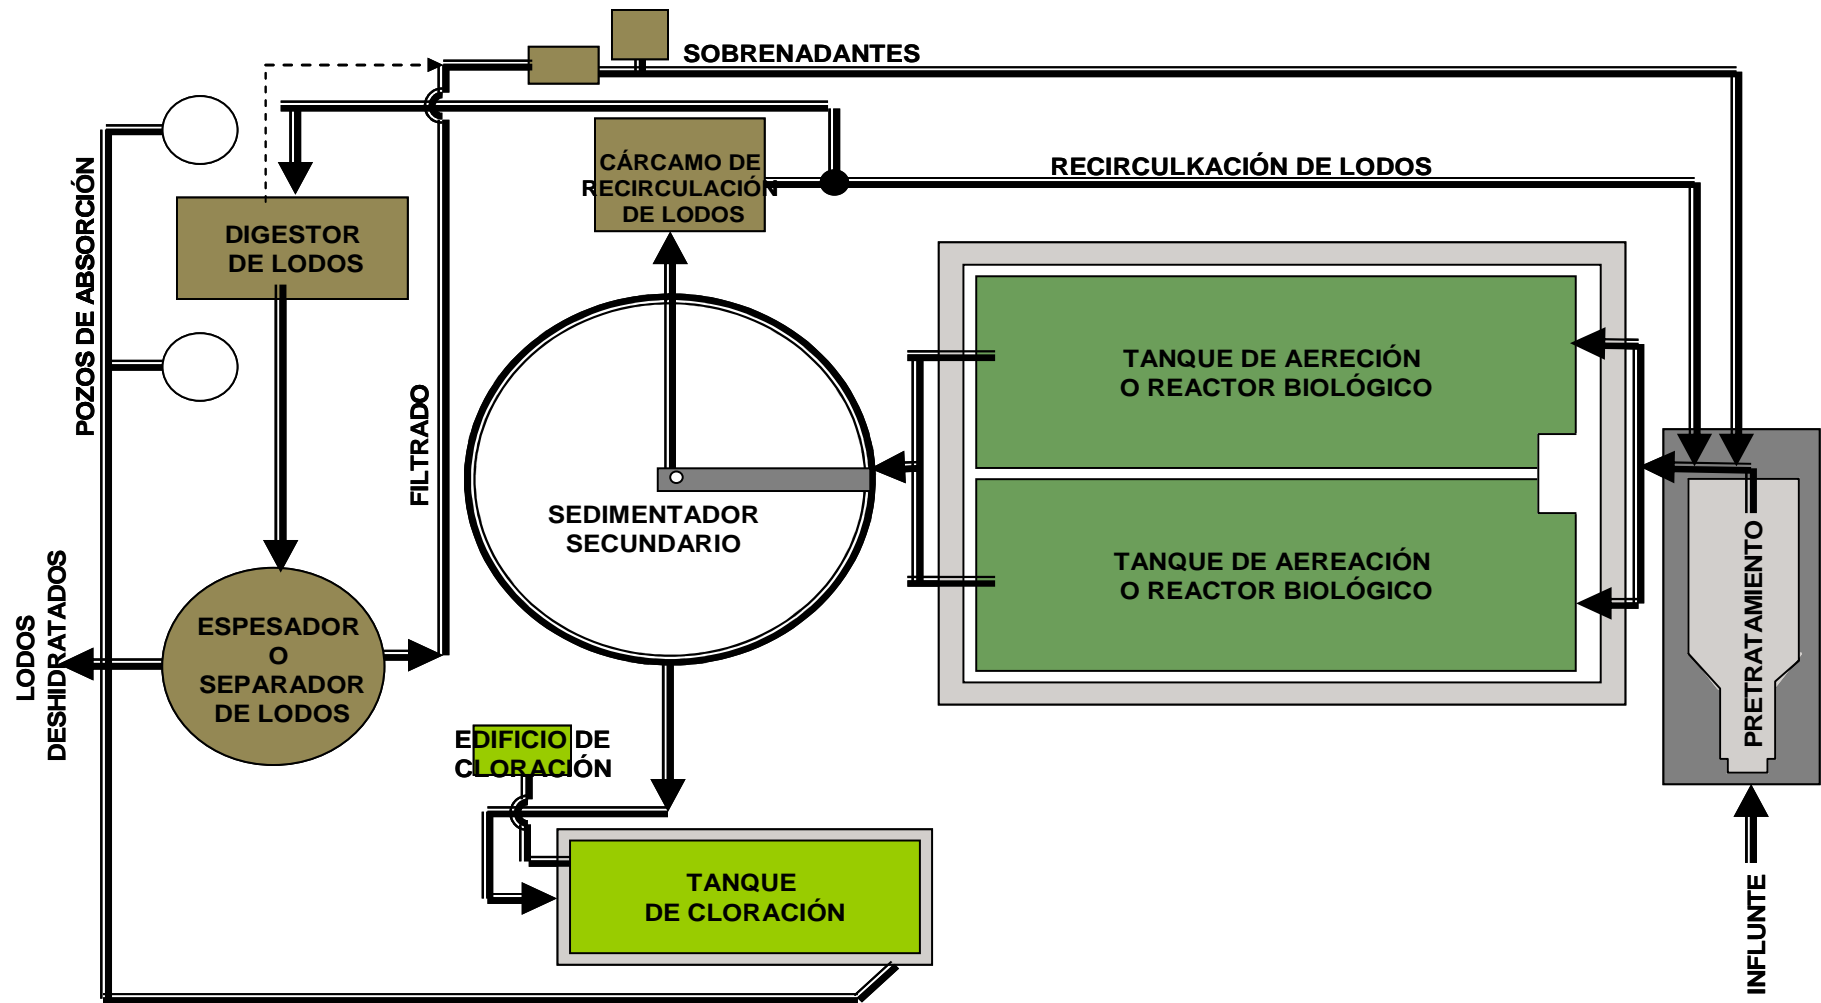 SOBRENADANTES
CÁRCAMO DE
RECIRCULACIÓN
DE LODOS
RECIRCULKACIÓN DE LODOS
POZOS DE ABSORCIÓN
DIGESTOR
DE LODOS
FILTRADO
TANQUE DE AERECIÓN
O REACTOR BIOLÓGICO
SEDIMENTADOR
SECUNDARIO
TANQUE DE AEREACIÓN
O REACTOR BIOLÓGICO
PRETRATAMIENTO
LODOS
DESHIDRATADOS
ESPESADOR
O
SEPARADOR
DE LODOS
EDIFICIO DE
CLORACIÓN
TANQUE
DE CLORACIÓN
INFLUNTE